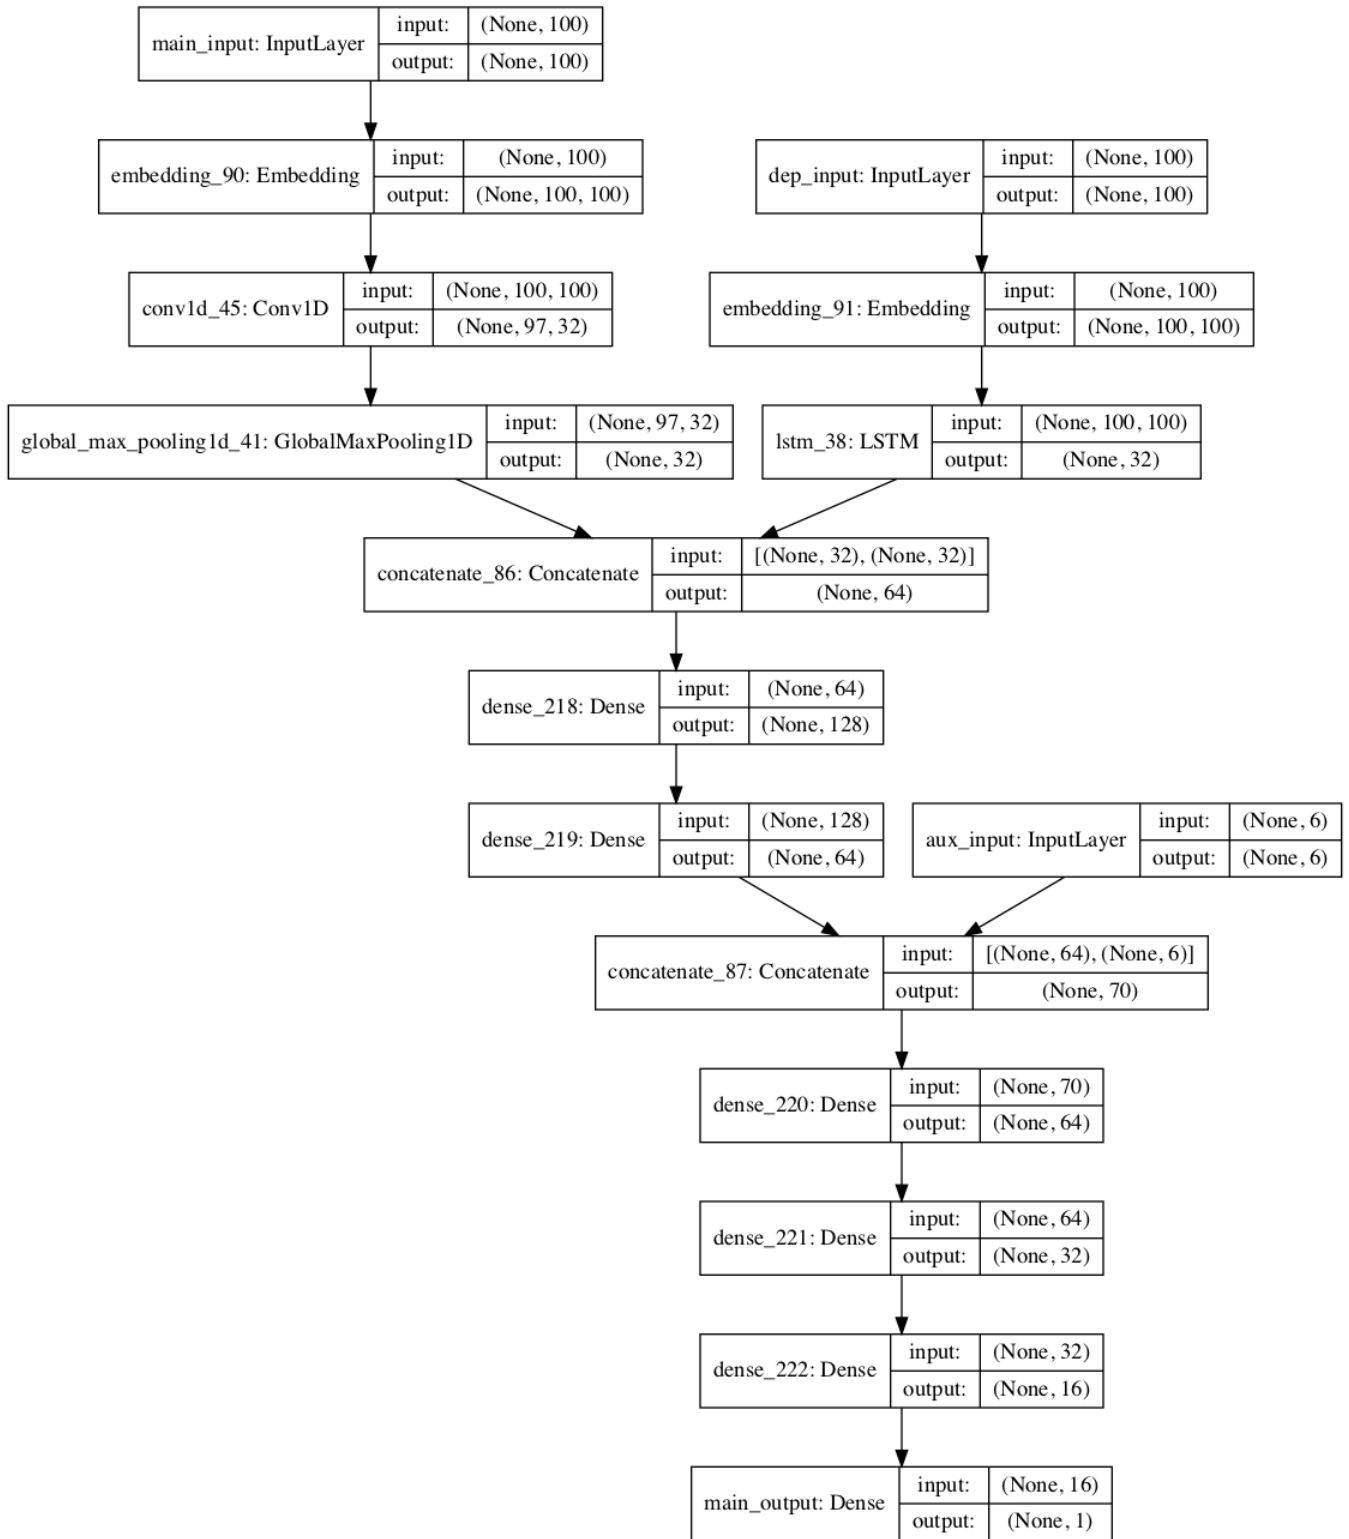 main_input: InputLayer
input: (None, 100)
output: (None, 100)
embedding_90: Embedding
input: (None, 100)
output: (None, 100, 100)
dep_input: InputLayer
input: (None, 100)
output: (None, 100)
conv1d_45: Conv1D
input: (None, 100, 100)
output: (None, 97, 32)
embedding_91: Embedding
input: (None, 100)
output: (None, 100, 100)
global_max_pooling1d_41: GlobalMaxPooling1D
input: (None, 97, 32)
output: (None, 32)
lstm_38: LSTM
input: (None, 100, 100)
output: (None, 32)
concatenate_86: Concatenate
input: [(None, 32), (None, 32)]
output: (None, 64)
dense_218: Dense
input: (None, 64)
output: (None, 128)
dense_219: Dense
input: (None, 128)
output: (None, 64)
aux_input: InputLayer
input: (None, 6)
output: (None, 6)
concatenate_87: Concatenate
input: [(None, 64), (None, 6)]
output: (None, 70)
dense_220: Dense
input: (None, 70)
output: (None, 64)
dense_221: Dense
input: (None, 64)
output: (None, 32)
dense_222: Dense
input: (None, 32)
output: (None, 16)
main_output: Dense
input: (None, 16)
output: (None, 1)